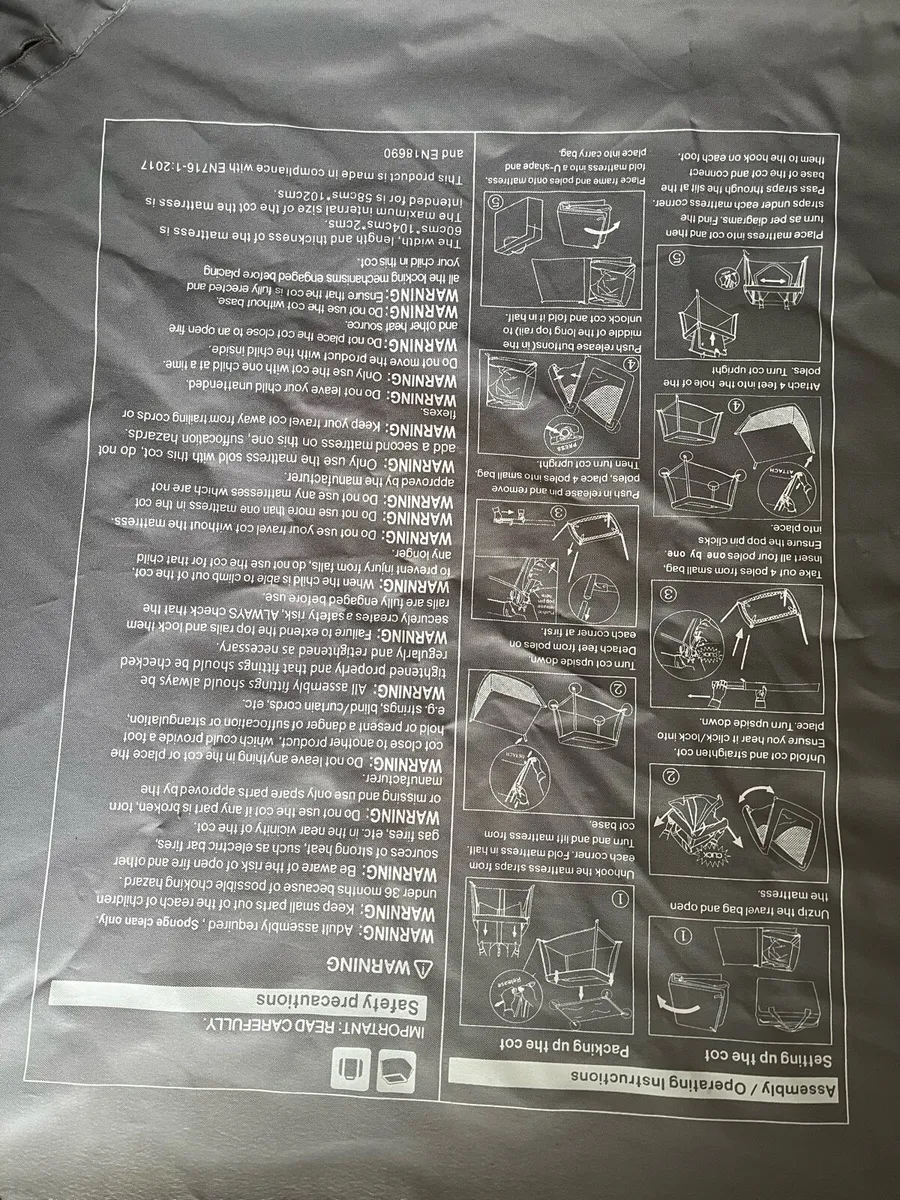 Assembly / Operating Instructions
Setting up the cot
1
Unzip the travel bag and open
the mattress.
CLICK
2
Unfold cot and straighten cot.
Ensure you hear it click/lock into
place. Turn upside down.
CLICK
3
Take out 4 poles from small bag.
Insert all four poles one by one.
Ensure the pop pin clicks
into place.
ATTACH
4
Attach 4 feet into the hole of the
poles. Turn cot upright
5
Place mattress into cot and then
turn as per diagrams. Find the
straps under each mattress corner.
Pass straps through the slit at the
base of the cot and connect
them to the hook on each foot.
Packing up the cot
Release
1
Unhook the mattress straps from
each corner. Fold mattress in half.
Turn and and lift mattress from
cot base.
DETACH
2
Turn cot upside down.
Detach feet from poles on
each corner first.
Push in
release
pop pin
here
3
Push in release pin and remove
poles, place 4 poles into small bag.
Then turn cot upright.
PRESS
4
Push release buttons(in the
middle of the long top rail) to
unlock cot and fold it in half.
5
Place frame and poles onto mattress,
fold mattress into a U-shape and
place into carry bag.
IMPORTANT: READ CAREFULLY.
Safety precautions
WARNING
WARNING: Adult assembly required , Sponge clean only.
WARNING: Keep small parts out of the reach of children
under 36 months because of possible choking hazard.
WARNING: Be aware of the risk of open fire and other
sources of strong heat, such as electric bar fires,
gas fires, etc. in the near vicinity of the cot.
WARNING: Do not use the cot if any part is broken, torn
or missing and use only spare parts approved by the
manufacturer.
WARNING: Do not leave anything in the cot or place the
cot close to another product, which could provide a foot
hold or present a danger of suffocation or strangulation,
e.g. strings, blind/curtain cords, etc.
WARNING: All assembly fittings should always be
tightened properly and that fittings should be checked
regularly and retightened as necessary.
WARNING: Failure to extend the top rails and lock them
securely creates a safety risk, ALWAYS check that the
rails are fully engaged before use.
WARNING: When the child is able to climb out of the cot,
to prevent injury from falls, do not use the cot for that child
any longer.
WARNING: Do not use your travel cot without the mattress.
WARNING: Do not use more than one mattress in the cot
WARNING: Do not use any mattresses which are not
approved by the manufacturer.
WARNING: Only use the mattress sold with this cot, do not
add a second mattress on this one, suffocation hazards.
WARNING: Keep your travel cot away from trailing cords or
flexes.
WARNING: Do not leave your child unattended.
WARNING: Only use the cot with one child at a time.
Do not move the product with the child inside.
WARNING: Do not place the cot close to an open fire
and other heat source.
WARNING: Do not use the cot without base.
WARNING: Ensure that the cot is fully erected and
all the locking mechanisms engaged before placing
your child in this cot.
The width, length and thickness of the mattress is
60cms*104cms*2cms.
The maximum internal size of the cot the mattress is
intended for is 58cms*102cms.
This product is made in compliance with EN716-1:2017
and EN18690